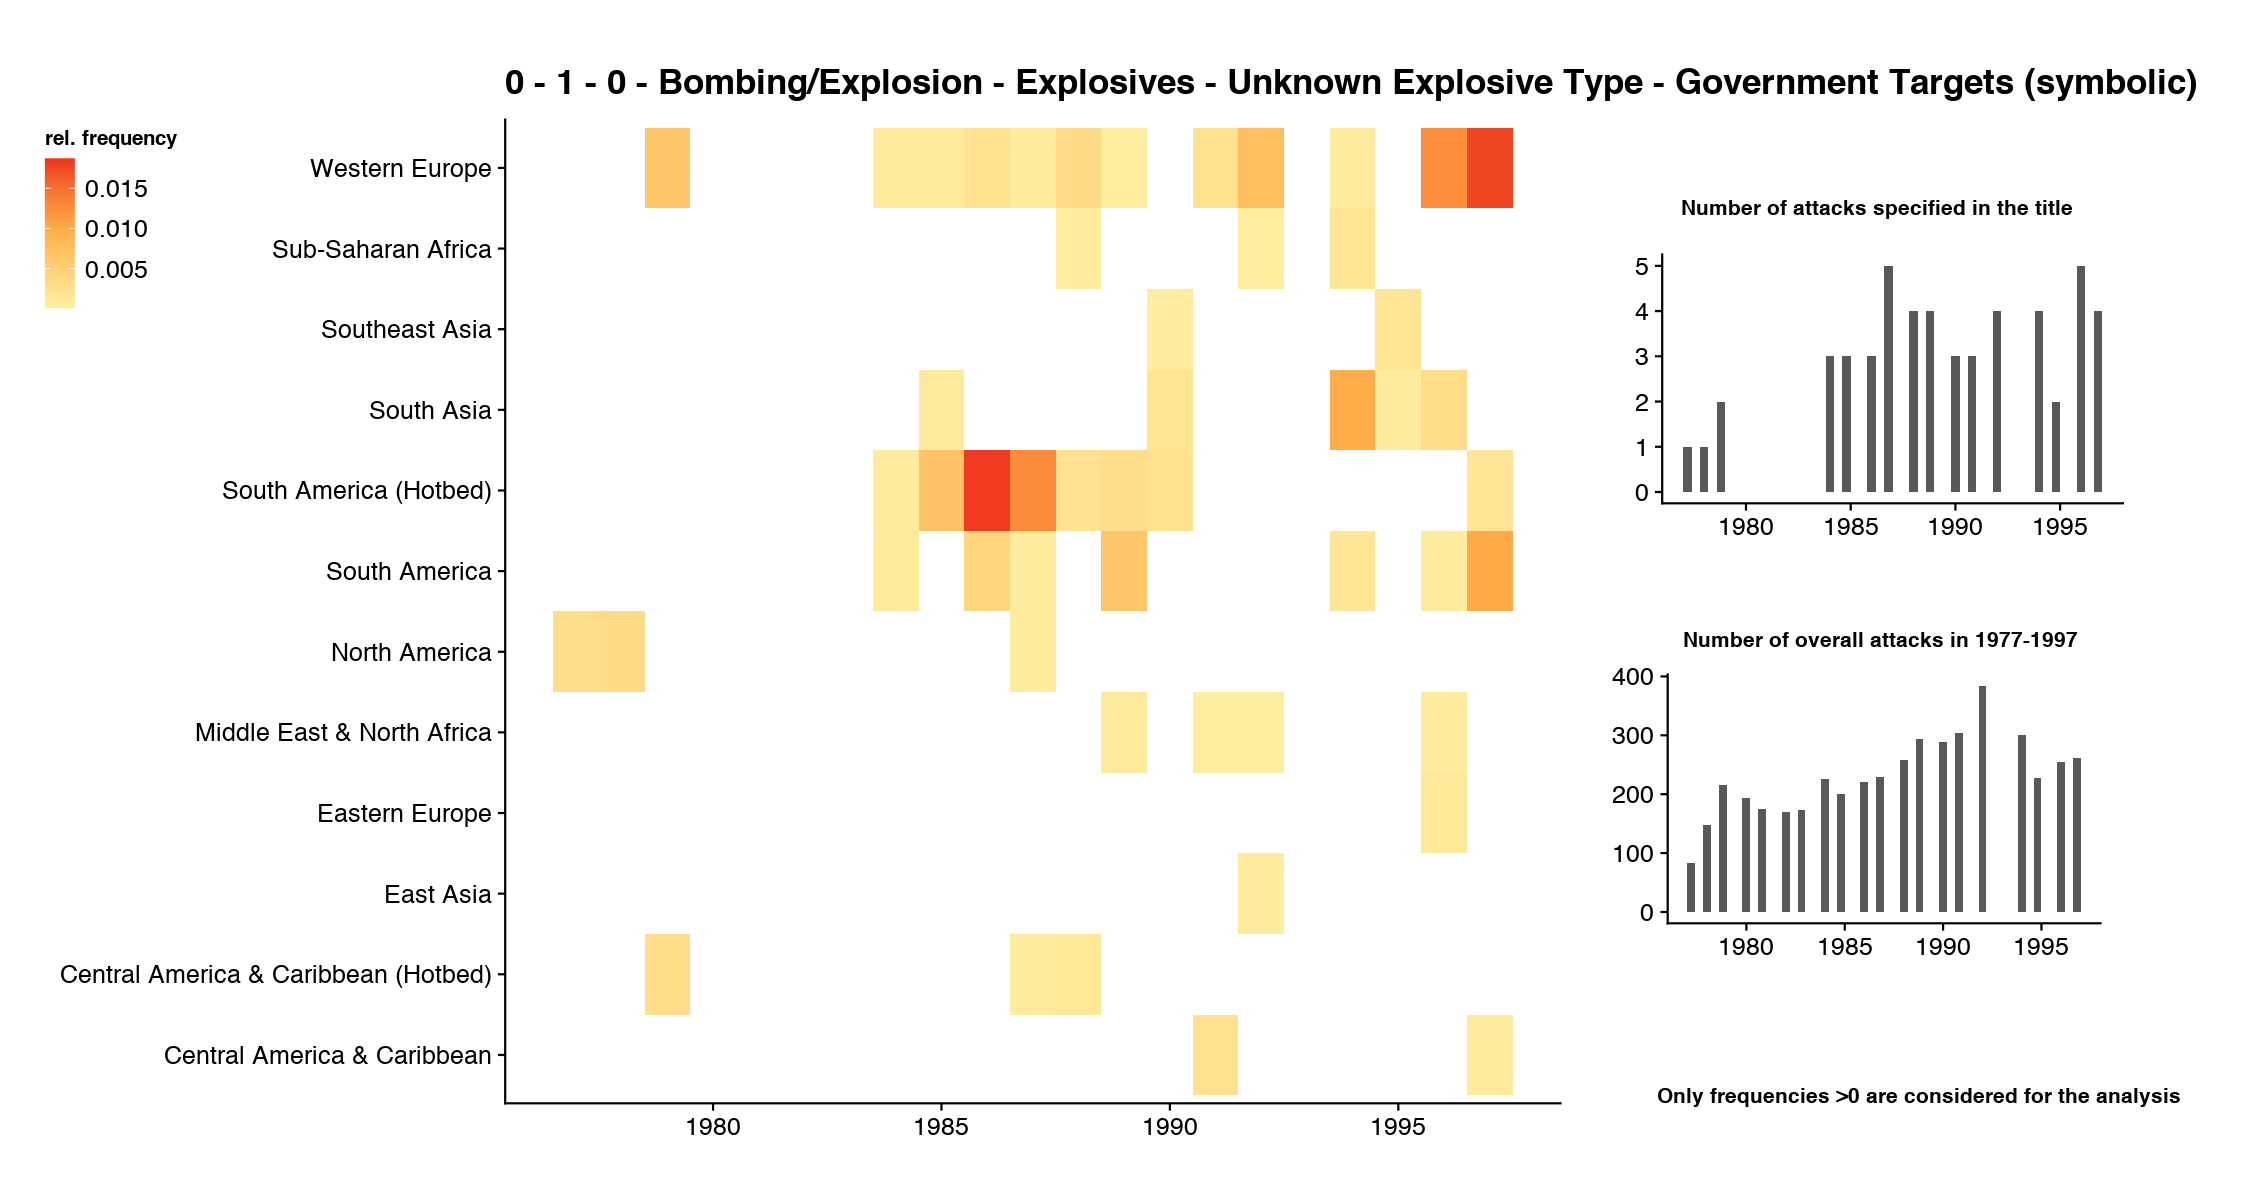 0 - 1 - 0 - Bombing/Explosion - Explosives - Unknown Explosive Type - Government Targets (symbolic)
rel. frequency
0.015
0.010
0.005
Western Europe
Sub-Saharan Africa
Southeast Asia
South Asia
South America (Hotbed)
South America
North America
Middle East & North Africa
Eastern Europe
East Asia
Central America & Caribbean (Hotbed)
Central America & Caribbean
1980 1985 1990 1995
Number of attacks specified in the title
5
4
3
2
1
0
1980 1985 1990 1995
Number of overall attacks in 1977-1997
400
300
200
100
0
1980 1985 1990 1995
Only frequencies >0 are considered for the analysis